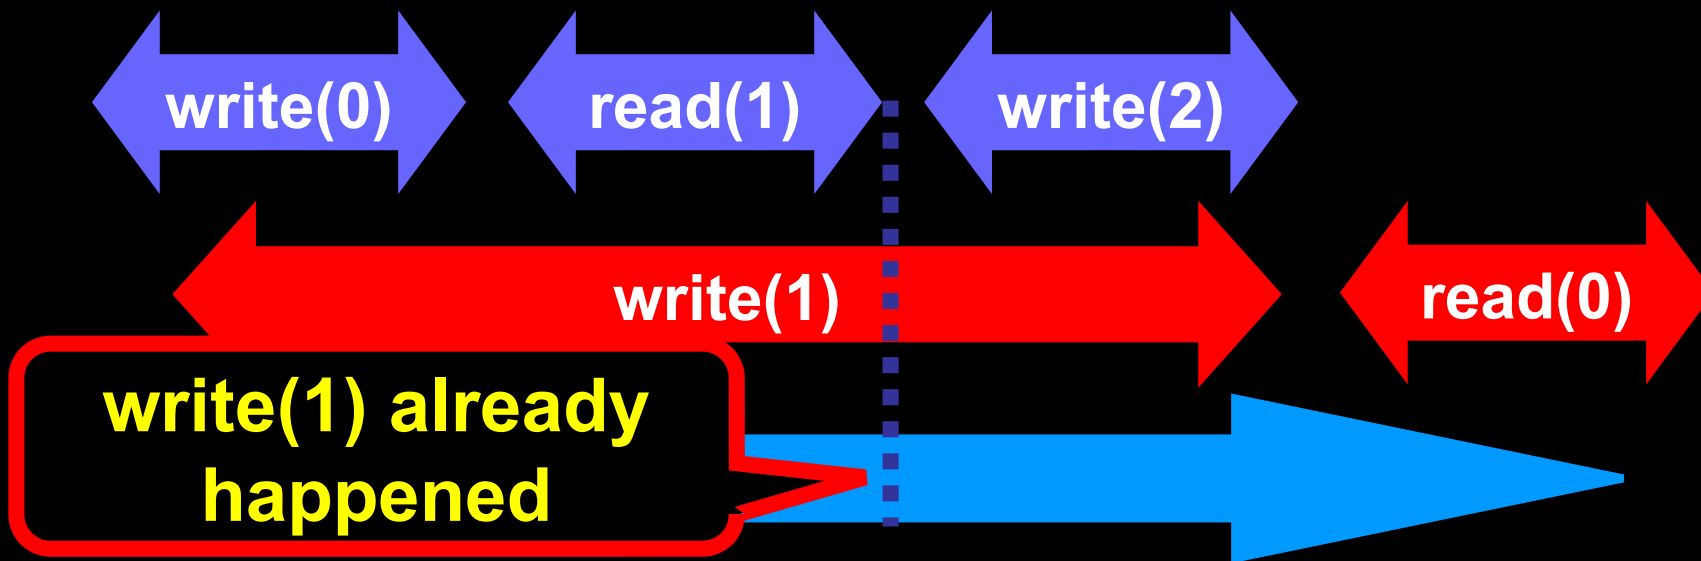 write(0) read(1) write(2)
write(1) read(0)
write(1) already
happened